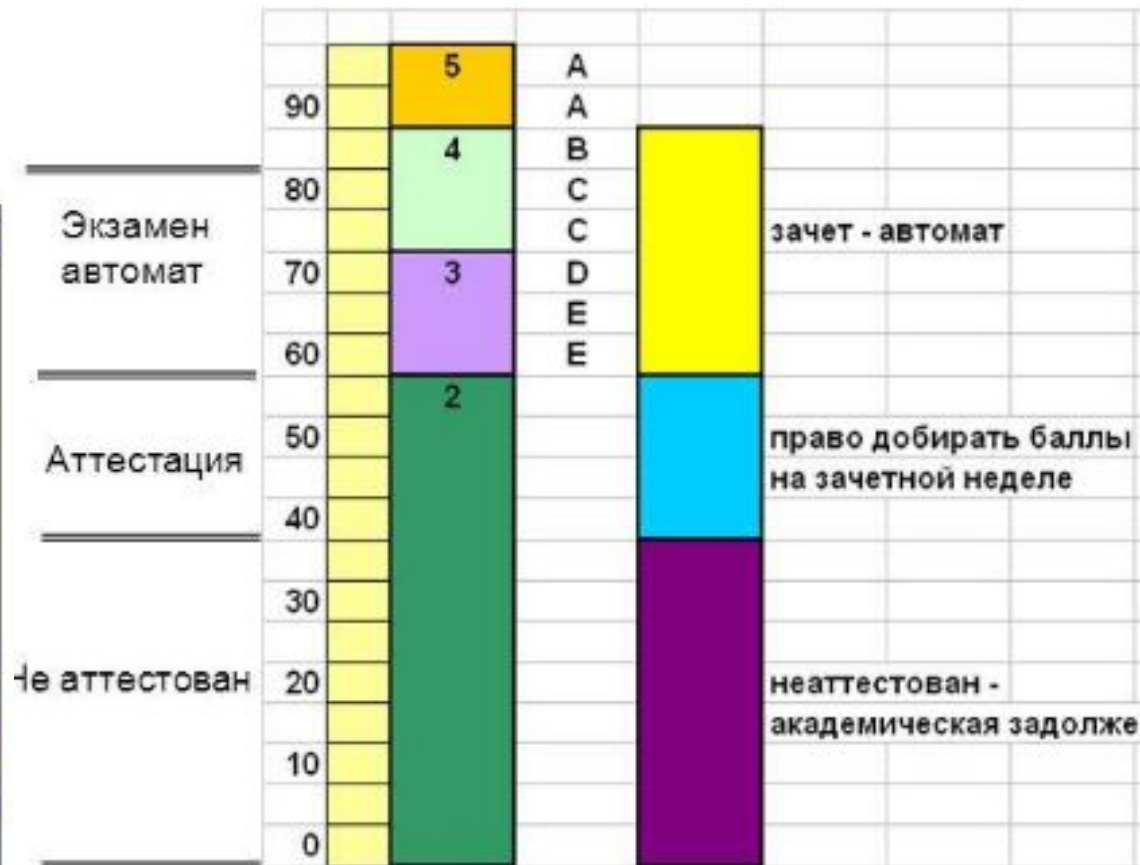 5 A
90 A
4 B
80 C
Экзамен
автомат
C
зачет - автомат
70 3 D
E
60 E
2
50
Аттестация
право добирать баллы
на зачетной неделе
40
30
Не аттестован
20
неаттестован -
академическая задолже
10
0